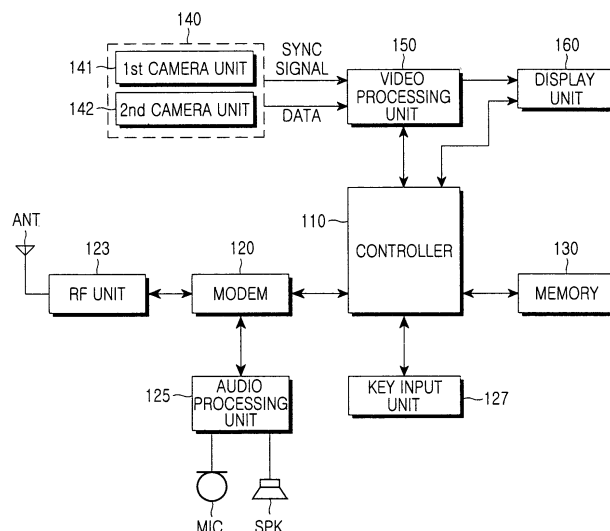 140
141
1st CAMERA UNIT
142
2nd CAMERA UNIT
SYNC
SIGNAL
DATA
150
VIDEO
PROCESSING
UNIT
160
DISPLAY
UNIT
ANT
123
RF UNIT
120
MODEM
110
CONTROLLER
130
MEMORY
125
AUDIO
PROCESSING
UNIT
KEY INPUT
UNIT
127
MIC
SPK